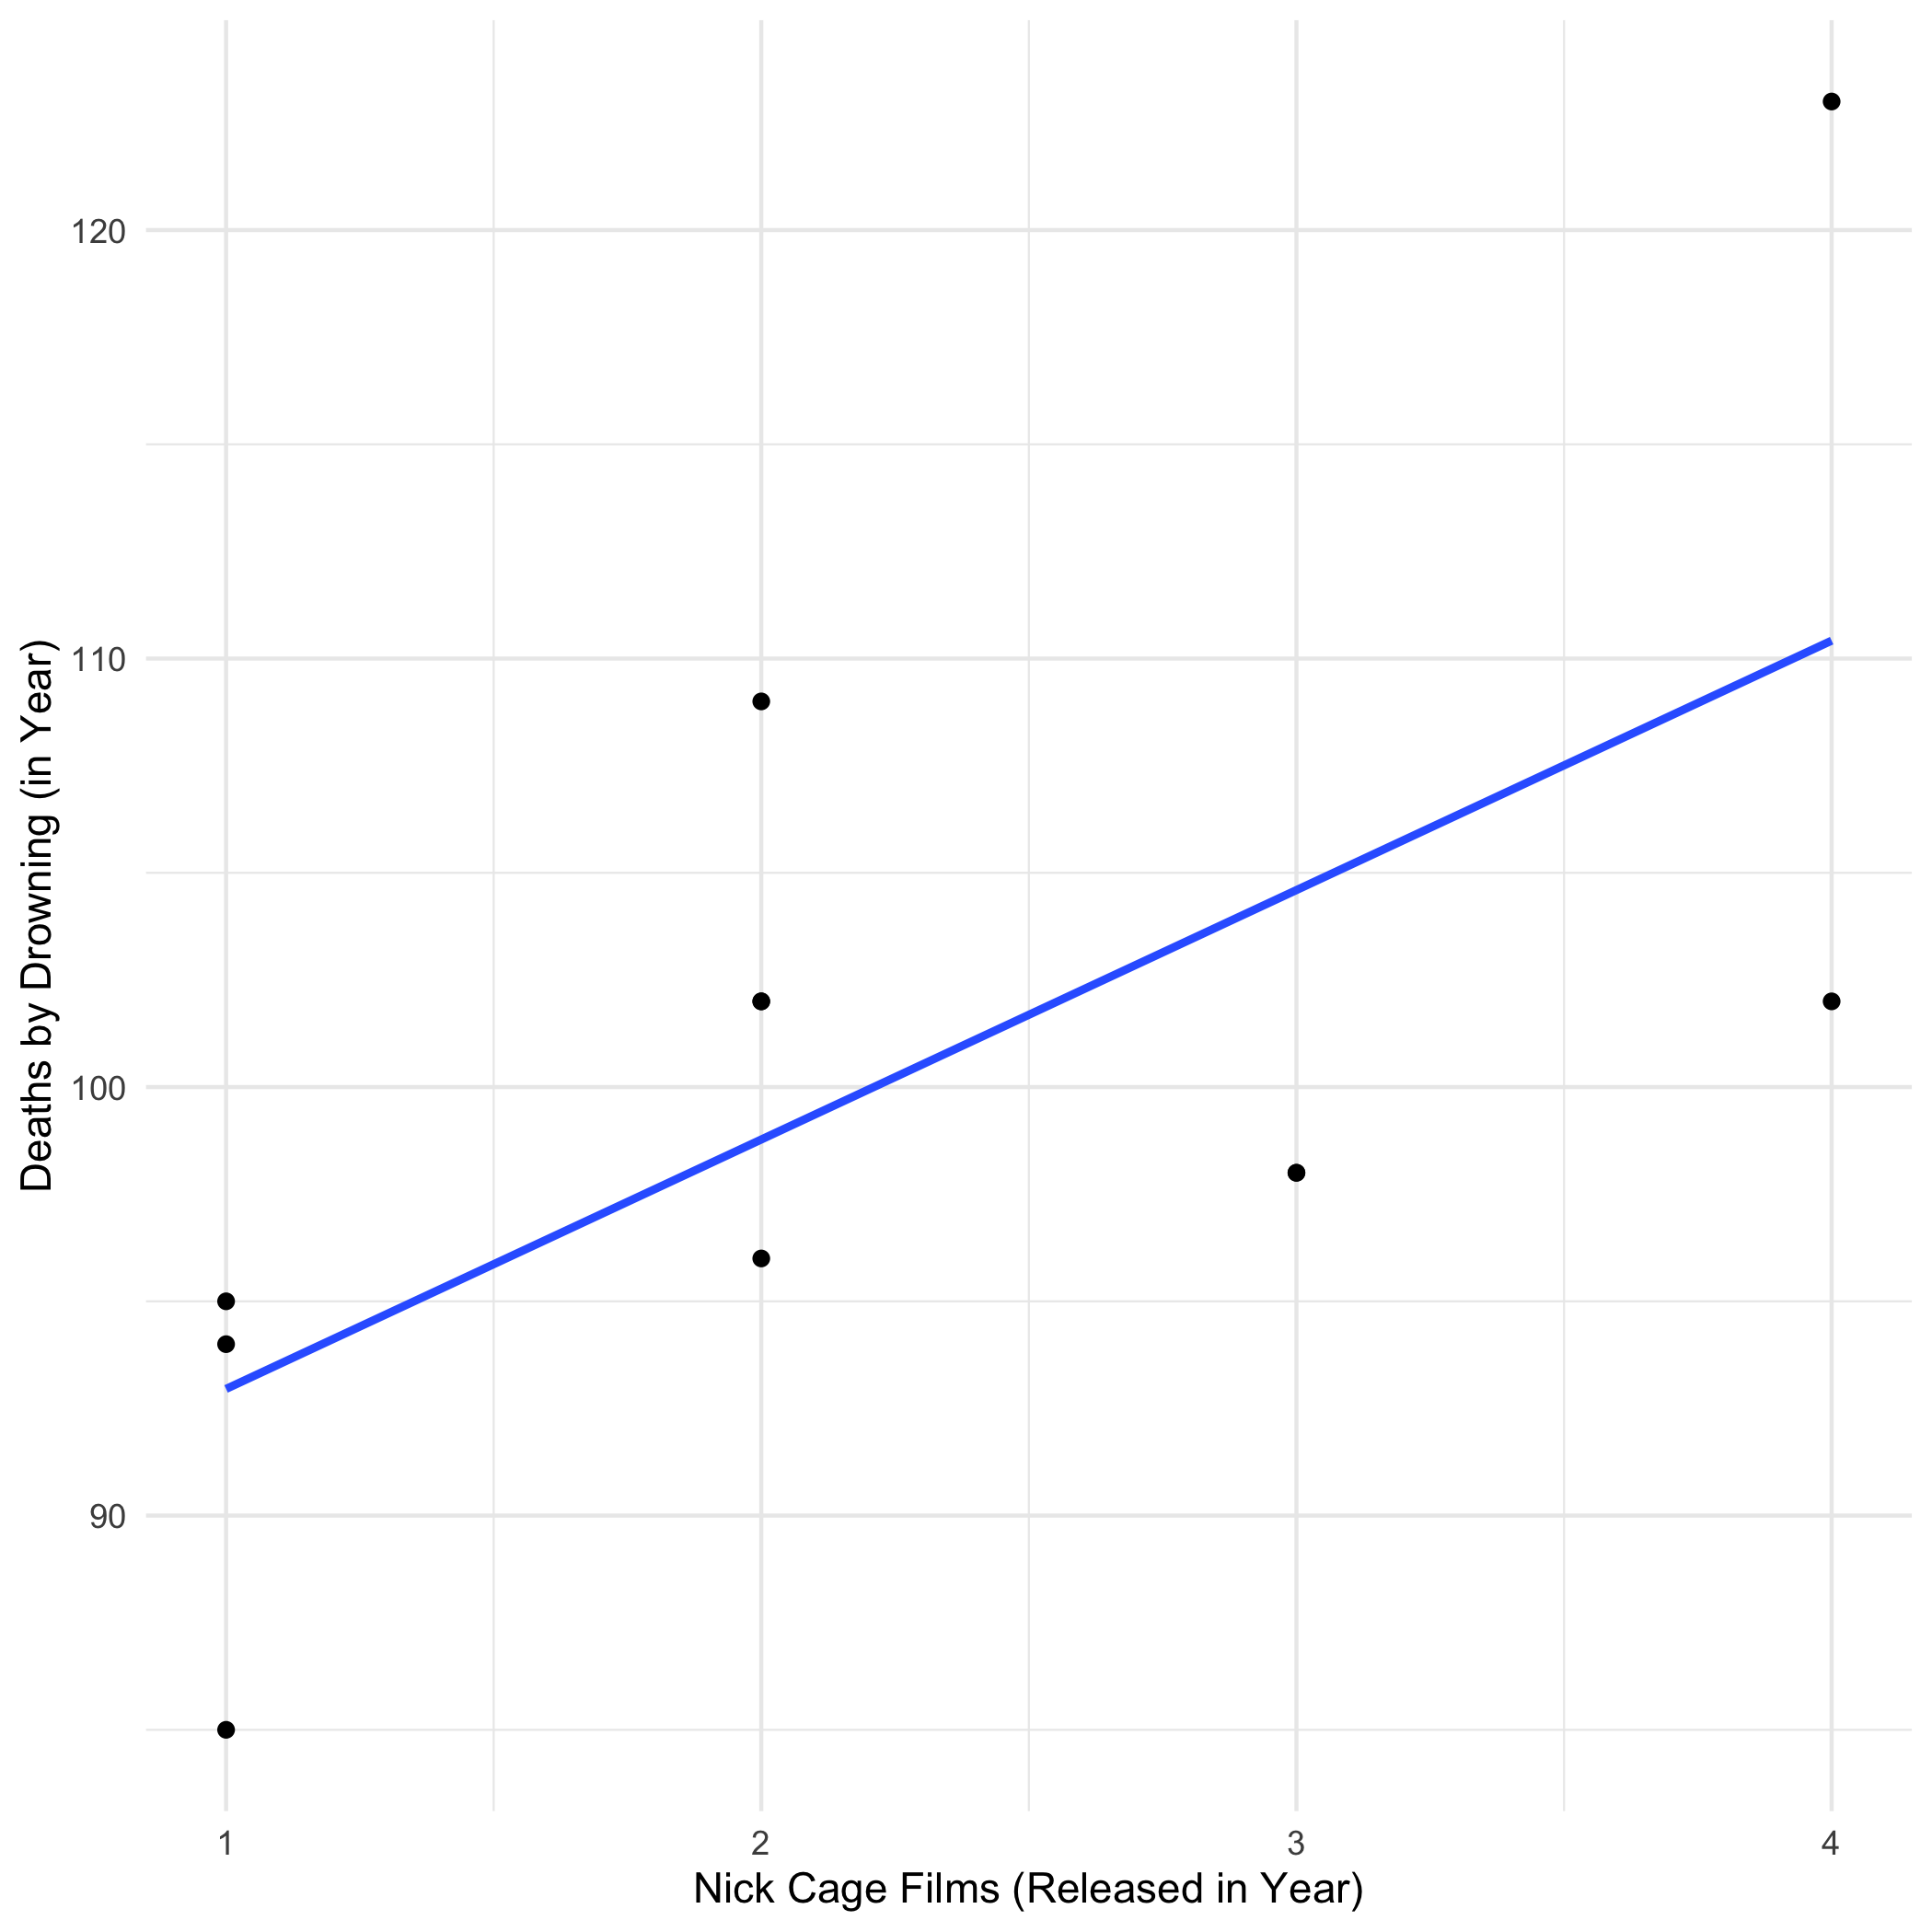 Deaths by Drowning (in Year)
120
110
100
90
1 2 3 4
Nick Cage Films (Released in Year)